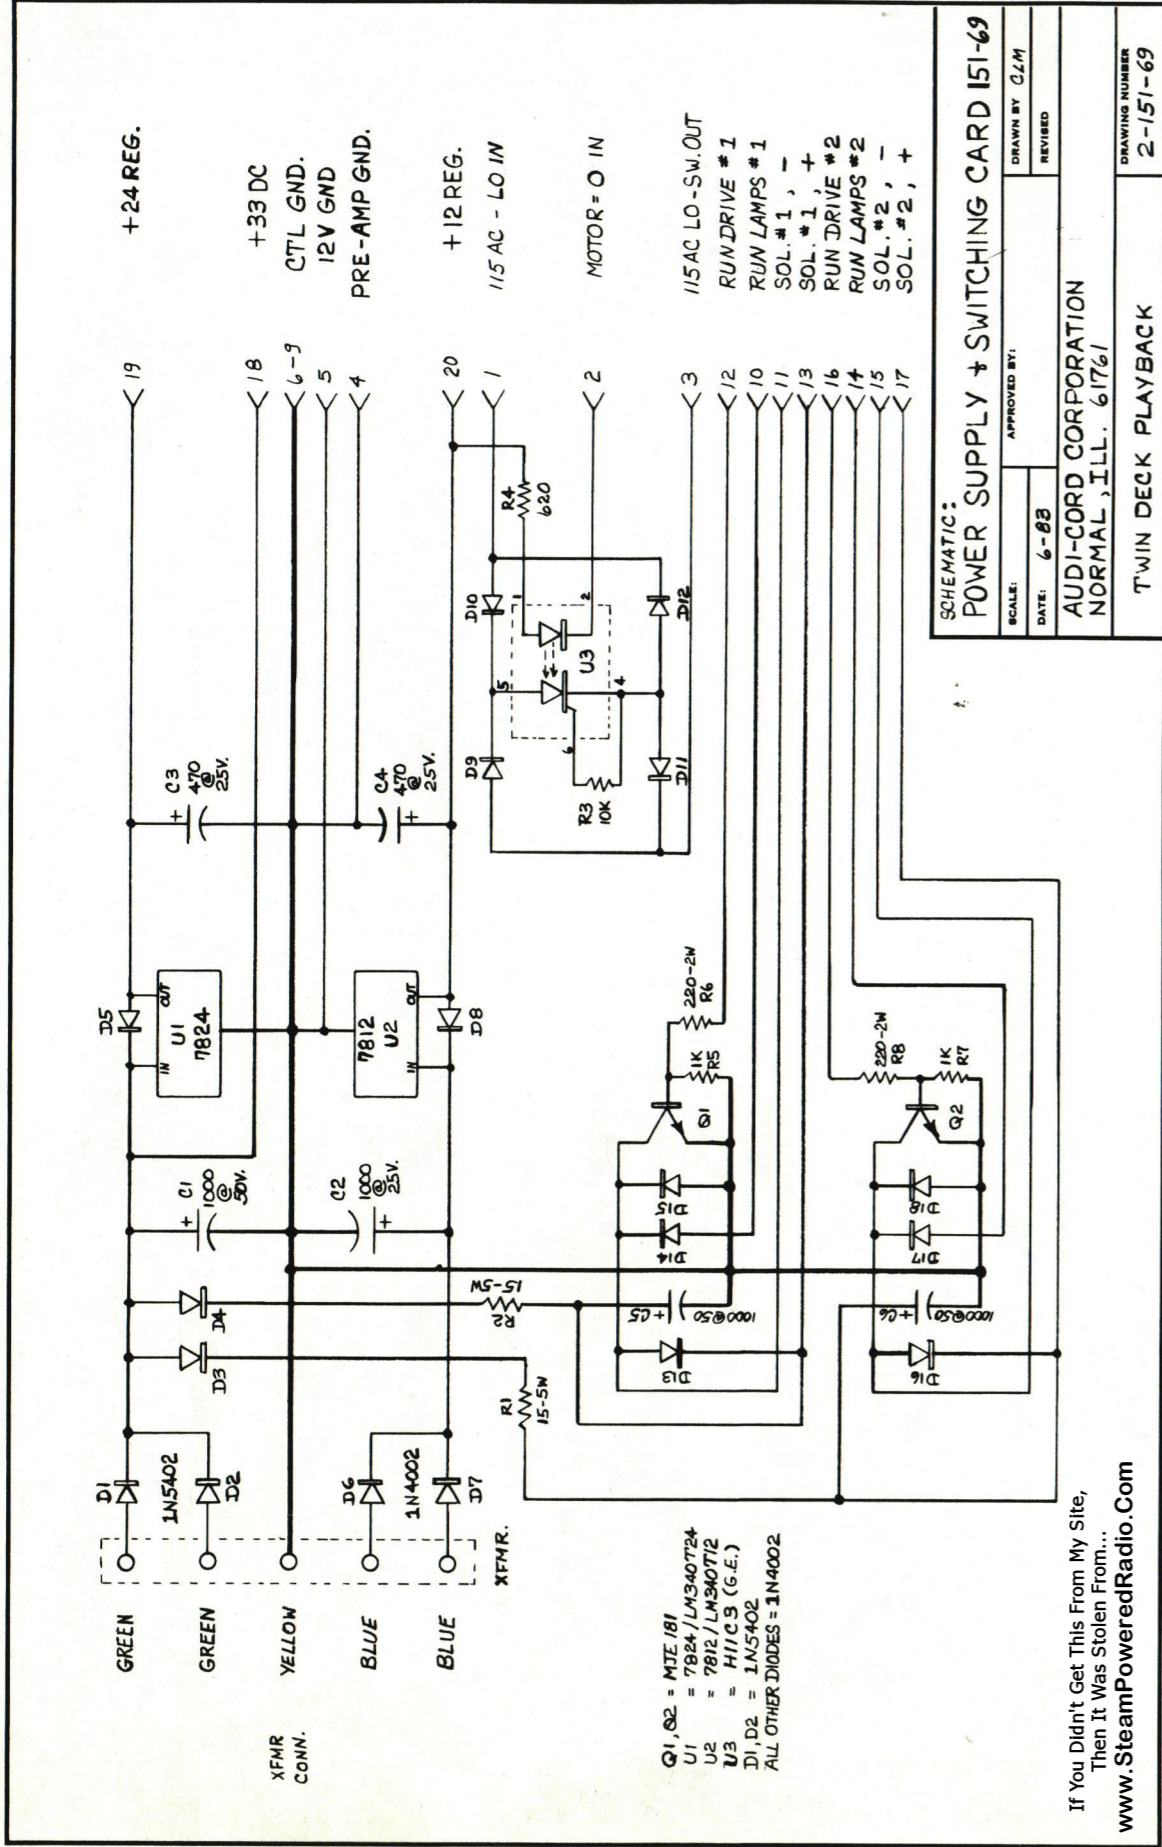 +24 REG.
+33 DC
CTL GND.
12V GND
PRE-AMP GND.
+12 REG.
115 AC - LO IN
MOTOR = 0 IN
115 AC LO - SW. OUT
RUN DRIVE #1
RUN LAMPS #1
SOL. #1, -
SOL. #1, +
RUN DRIVE #2
RUN LAMPS #2
SOL. #2, -
SOL. #2, +
19
18
6-9
5
4
20
1
2
3
12
10
11
13
16
14
15
17
C3
470
@
25V.
C4
470
@
25V.
D5
IN
OUT
U1
7824
7812
U2
IN
OUT
D8
C1
1000
@
50V.
C2
1000
@
25V.
D4
D3
R2
15-5W
R1
15-5W
D1
1N5402
D2
D6
1N4002
D7
XFMR.
GREEN
GREEN
YELLOW
BLUE
BLUE
XFMR
CONN.
D10
R4
620
1
2
U3
5
4
6
D9
R3
10K
D11
D12
220-2W
R6
1K
R5
Q1
D15
D14
+ C5
1000@50
D13
220-2W
R8
1K
R7
Q2
D18
D17
+ C6
1000@50
D16
Q1, Q2 = MJE 181
U1 = 7824/LM340T24
U2 = 7812/LM340T12
U3 = H11C3 (G.E.)
D1, D2 = 1N5402
ALL OTHER DIODES = 1N4002
SCHEMATIC:
POWER SUPPLY & SWITCHING CARD 151-69
SCALE:
APPROVED BY:
DRAWN BY CLM
DATE: 6-83
REVISED
AUDI-CORD CORPORATION
NORMAL, ILL. 61761
TWIN DECK PLAYBACK
DRAWING NUMBER
2-151-69
If You Didn't Get This From My Site,
Then It Was Stolen From...
www.SteamPoweredRadio.Com